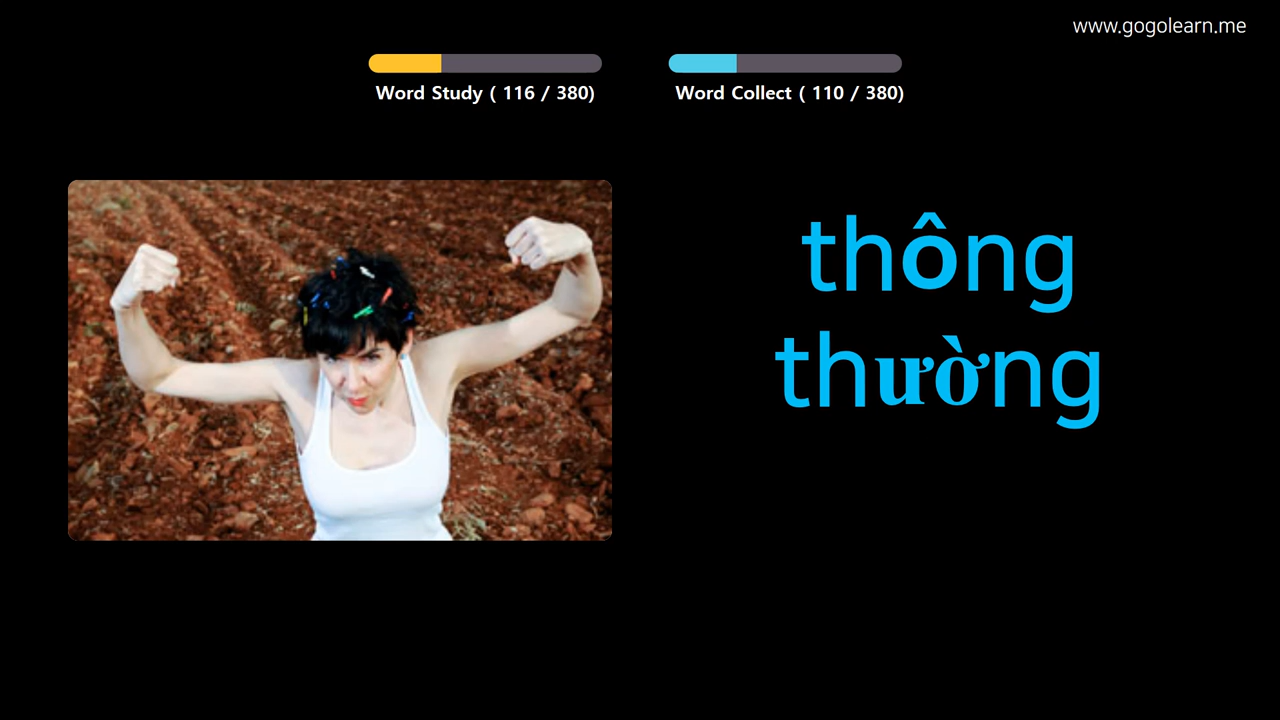 www.gogolearn.me
Word Study ( 116 / 380)
Word Collect ( 110 / 380)
thông
thường